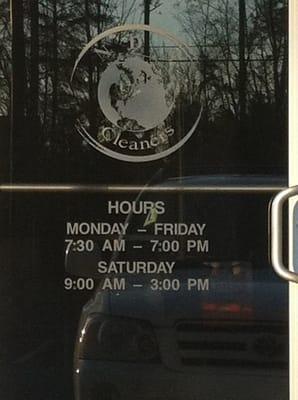 Cleaners
HOURS
MONDAY – FRIDAY
7:30 AM – 7:00 PM
SATURDAY
9:00 AM – 3:00 PM